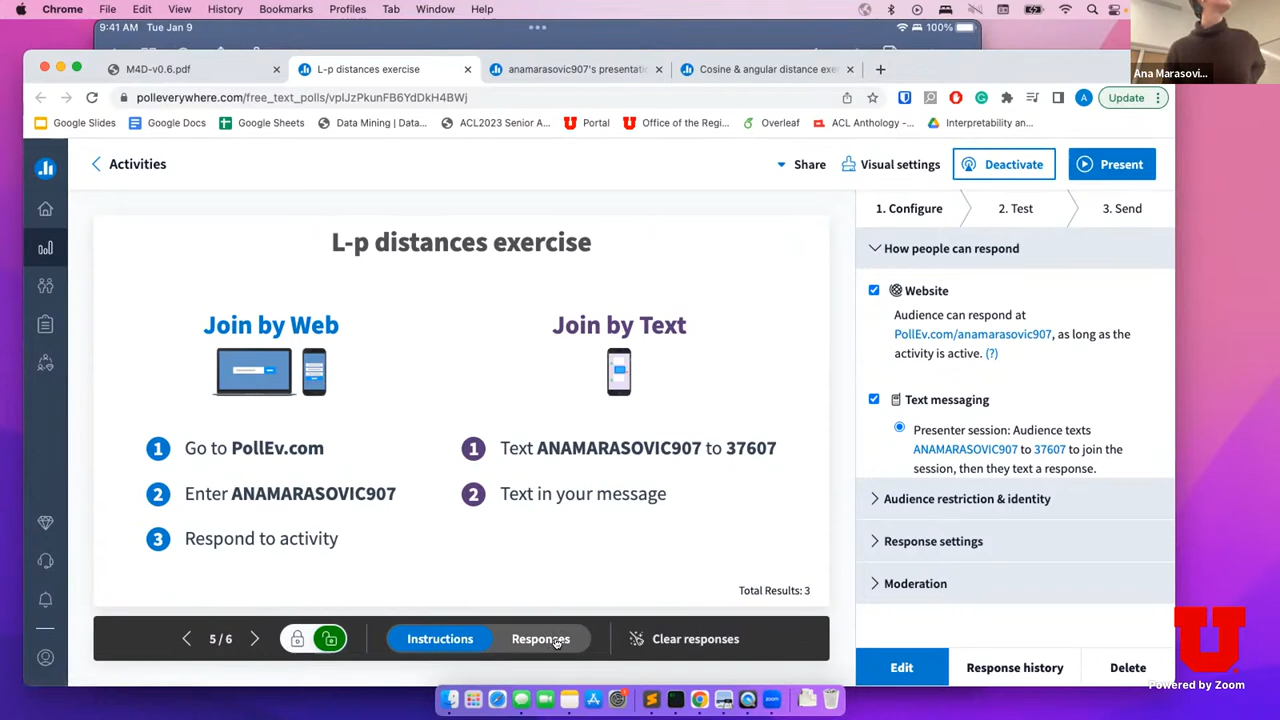 Chrome File Edit View History Bookmarks Profiles Tab Window Help
9:41 AM Tue Jan 9
100%
M4D-v0.6.pdf
L-p distances exercise
anamarasovic907's presentati
Cosine & angular distance exe
polleverywhere.com/free_text_polls/vpIJzPkunFB6YdDkH4BWj
A
Update
Google Slides
Google Docs
Google Sheets
Data Mining | Data...
ACL2023 Senior A...
Portal
Office of the Regi...
Overleaf
ACL Anthology -...
Interpretability an...
Ana Marasovi...
Activities
Share
Visual settings
Deactivate
Present
1. Configure
2. Test
3. Send
L-p distances exercise
Join by Web
1 Go to PollEv.com
2 Enter ANAMARASOVIC907
3 Respond to activity
Join by Text
1 Text ANAMARASOVIC907 to 37607
2 Text in your message
Total Results: 3
5 / 6
Instructions
Responses
Clear responses
How people can respond
Website
Audience can respond at
PollEv.com/anamarasovic907, as long as the
activity is active. (?)
Text messaging
Presenter session: Audience texts
ANAMARASOVIC907 to 37607 to join the
session, then they text a response.
Audience restriction & identity
Response settings
Moderation
Edit
Response history
Delete
U
Powered by Zoom
zoom